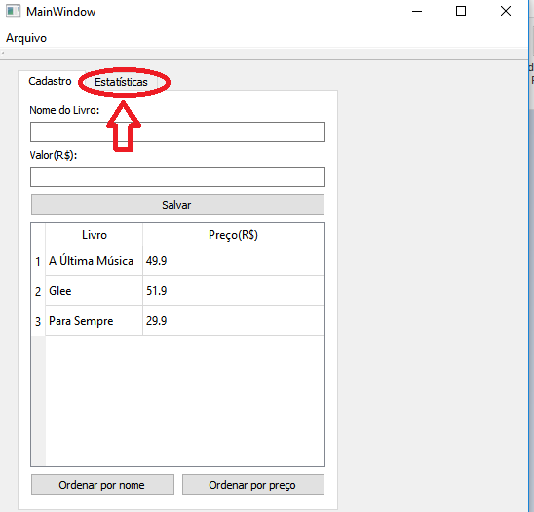 MainWindow
Arquivo
Cadastro Estatísticas
Nome do Livro:
Valor(R$):
Salvar
Livro Preço(R$)
1 A Última Música 49.9
2 Glee 51.9
3 Para Sempre 29.9
Ordenar por nome Ordenar por preço